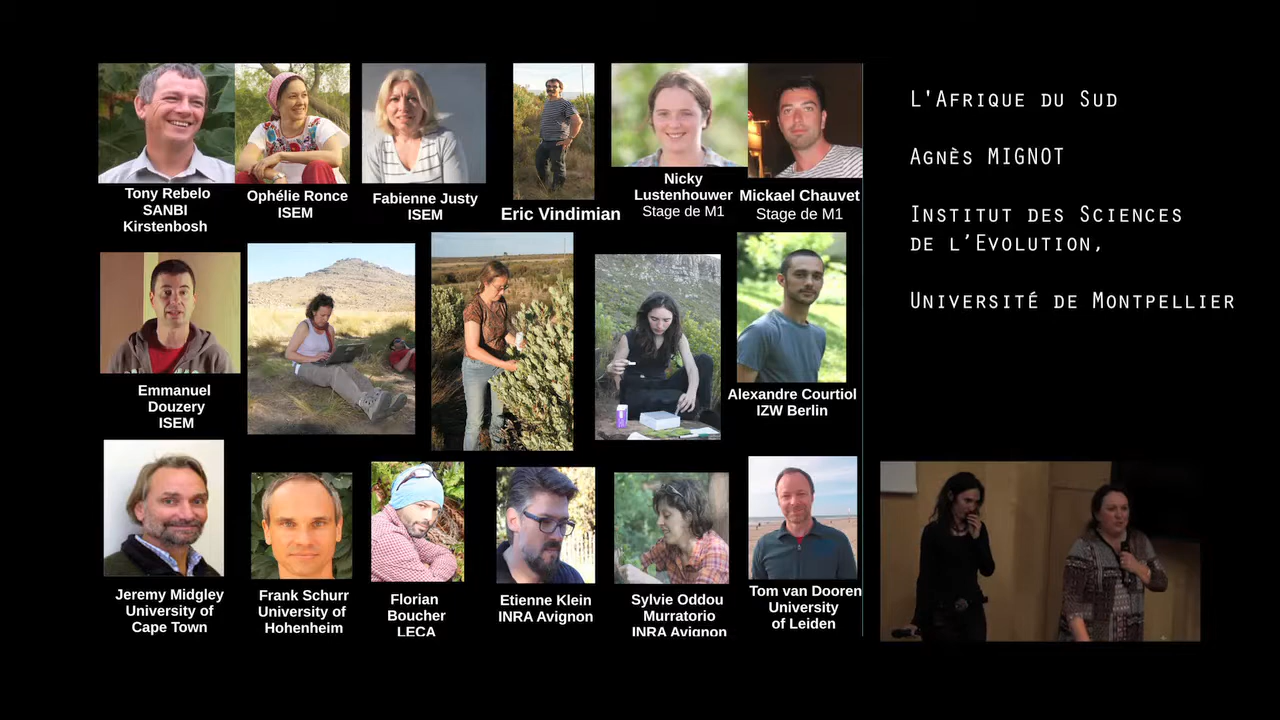 L'Afrique du Sud
Agnès MIGNOT
Institut des Sciences
de l’Evolution,
Université de Montpellier
Tony Rebelo
SANBI
Kirstenbosh
Ophélie Ronce
ISEM
Fabienne Justy
ISEM
Eric Vindimian
Nicky
Lustenhouwer
Stage de M1
Mickael Chauvet
Stage de M1
Emmanuel
Douzery
ISEM
Alexandre Courtiol
IZW Berlin
Jeremy Midgley
University of
Cape Town
Frank Schurr
University of
Hohenheim
Florian
Boucher
LECA
Etienne Klein
INRA Avignon
Sylvie Oddou
Murratorio
INRA Avignon
Tom van Dooren
University
of Leiden